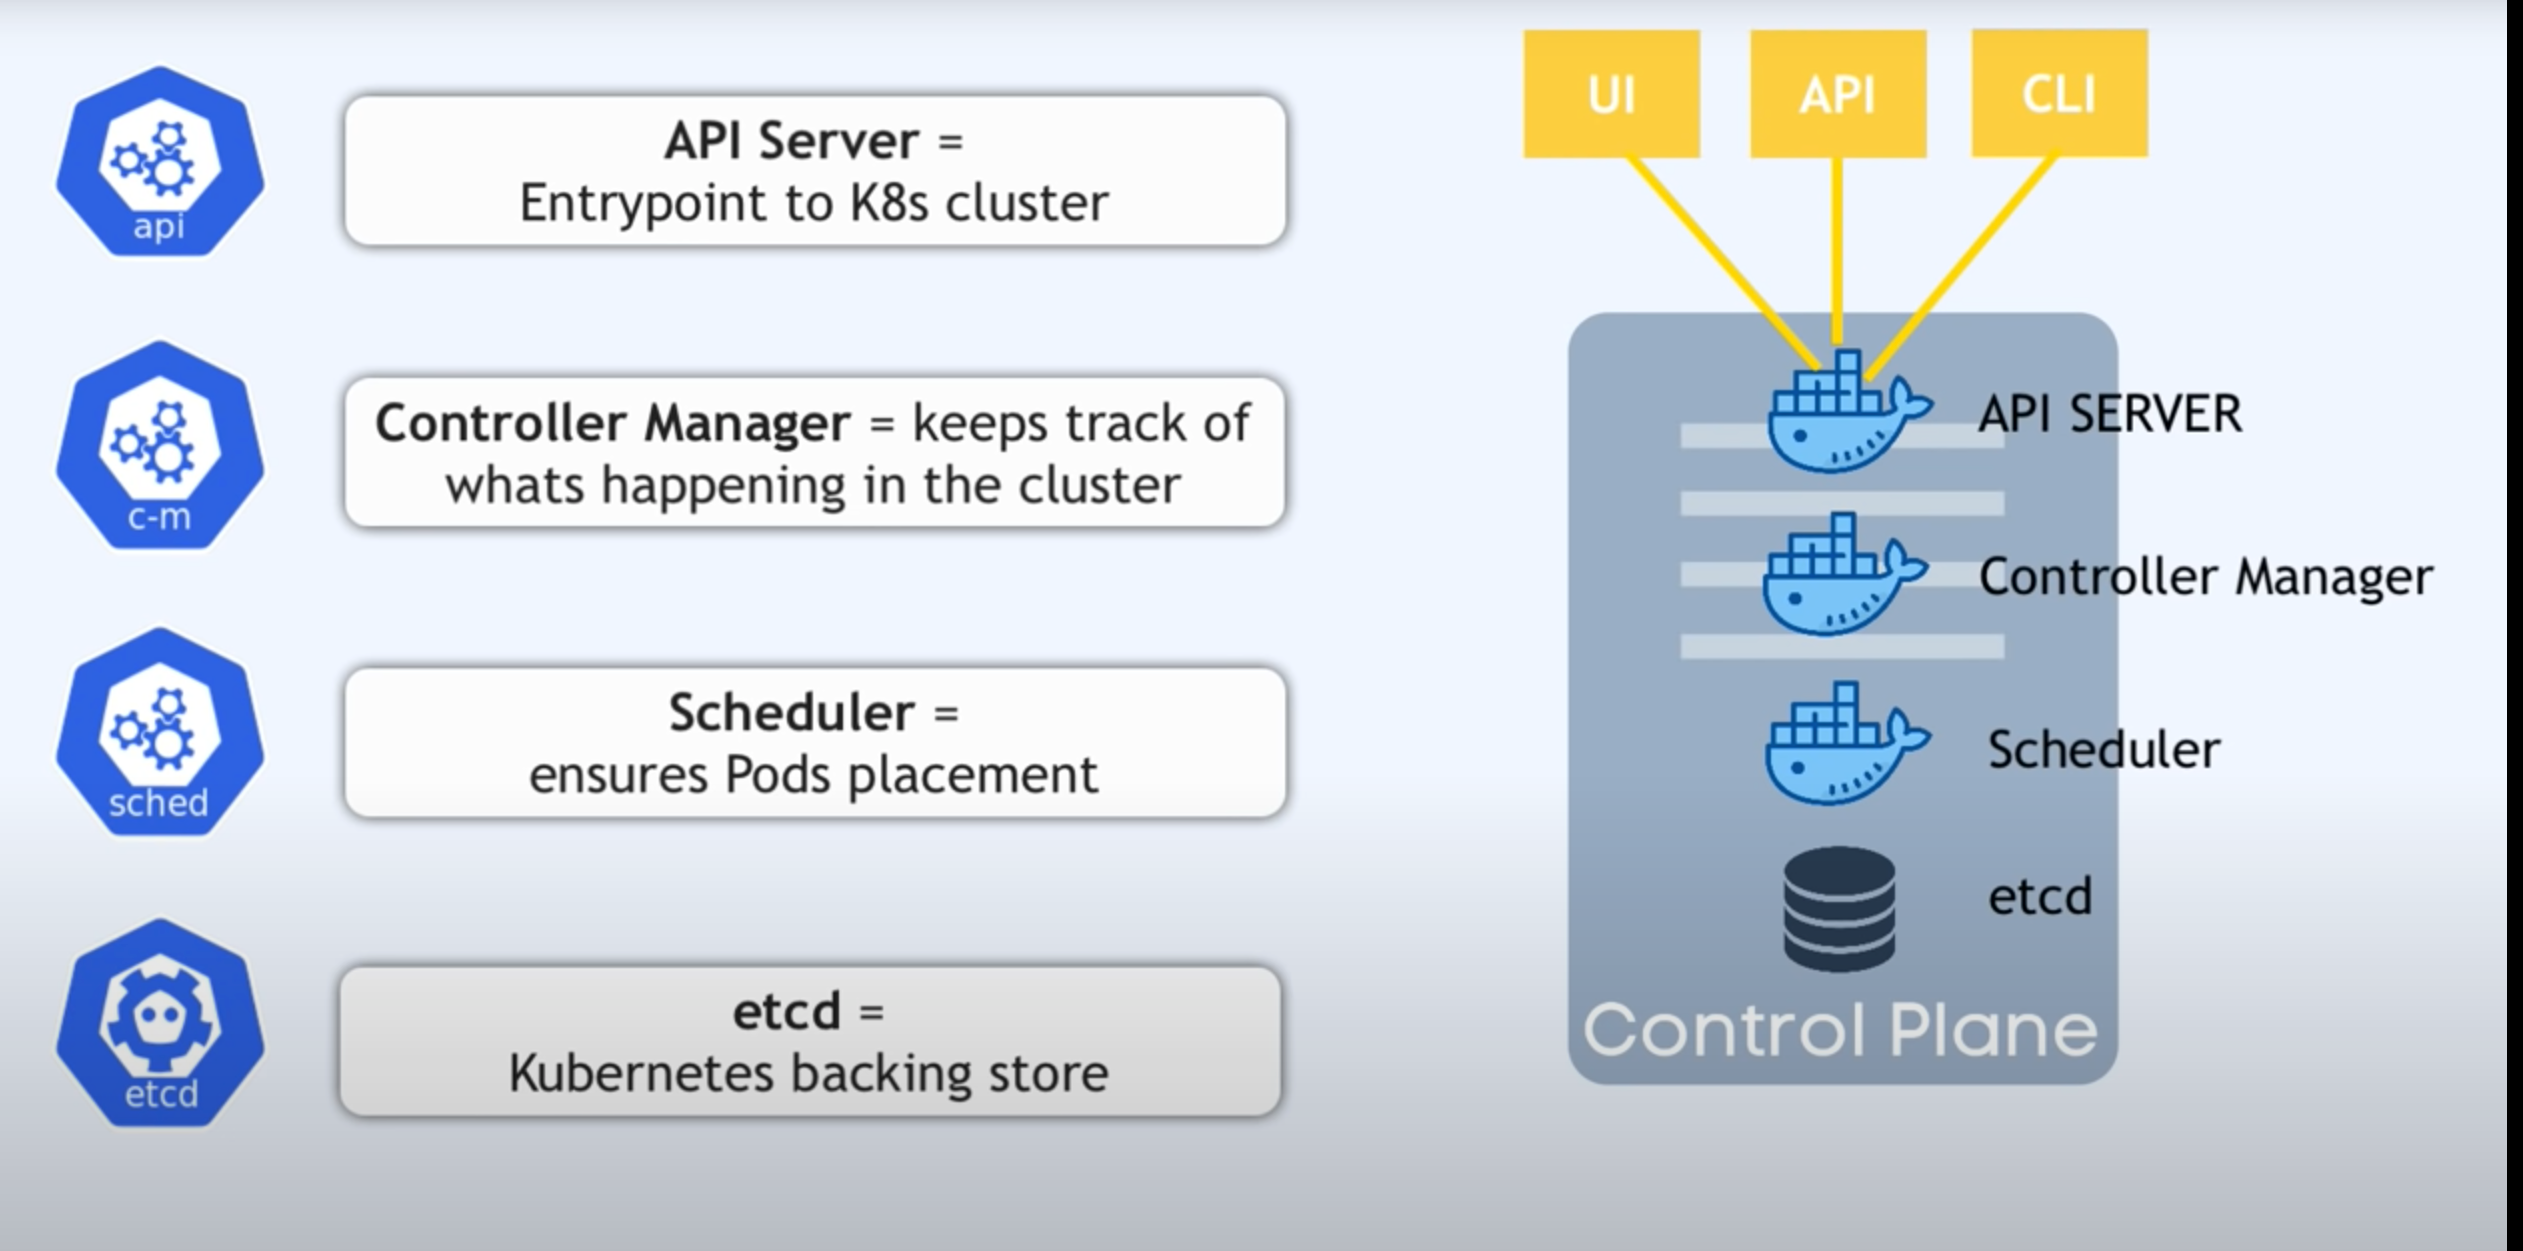 api
API Server =
Entrypoint to K8s cluster
c-m
Controller Manager = keeps track of
whats happening in the cluster
sched
Scheduler =
ensures Pods placement
etcd
etcd =
Kubernetes backing store
UI
API
CLI
API SERVER
Controller Manager
Scheduler
etcd
Control Plane